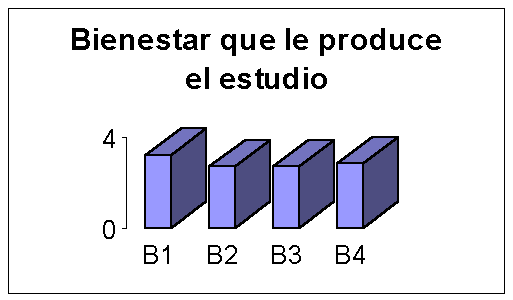 Bienestar que le produce
el estudio
4
0
B1 B2 B3 B4